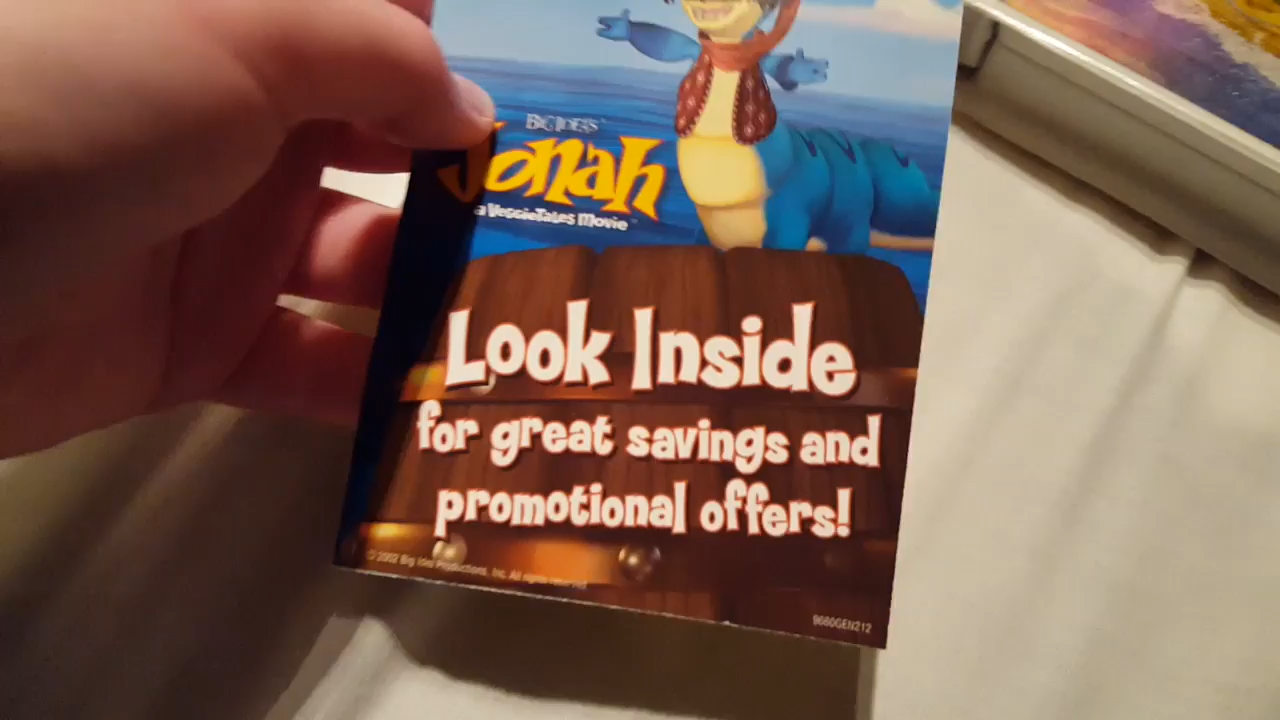 BIG IDEA'S
Jonah
a VeggieTales Movie™
Look Inside
for great savings and
promotional offers!
© 2002 Big Idea Productions, Inc. All rights reserved.
9660GEN212